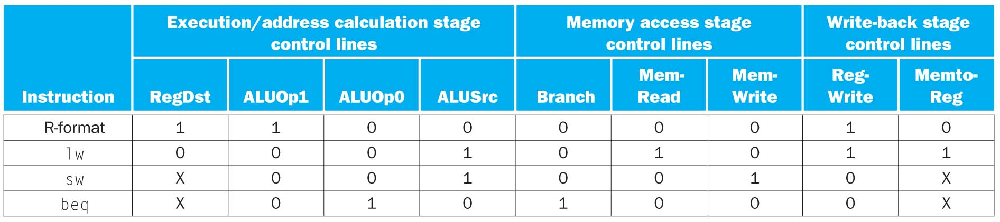 Execution/address calculation stage control lines
Memory access stage control lines
Write-back stage control lines
Instruction RegDst ALUOp1 ALUOp0 ALUSrc Branch Mem-Read Mem-Write Reg-Write Memto-Reg
R-format 1 1 0 0 0 0 0 1 0
lw 0 0 0 1 0 1 0 1 1
sw X 0 0 1 0 0 1 0 X
beq X 0 1 0 1 0 0 0 X